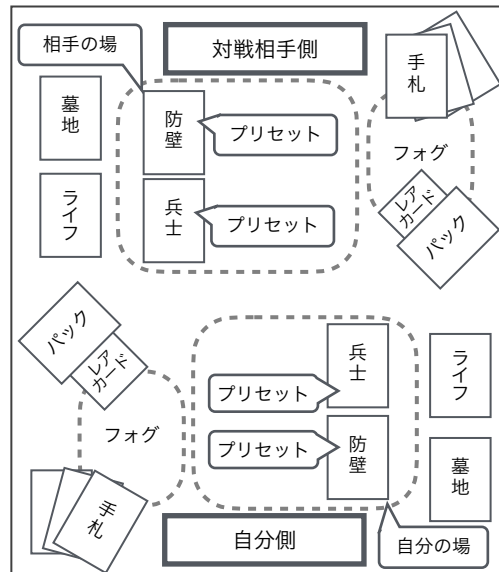 相手の場
対戦相手側
手札
墓地
防壁
プリセット
フォグ
ライフ
兵士
プリセット
レア
カード
パック
パック
レア
カード
兵士
ライフ
プリセット
フォグ
プリセット
防壁
墓地
手札
自分側
自分の場